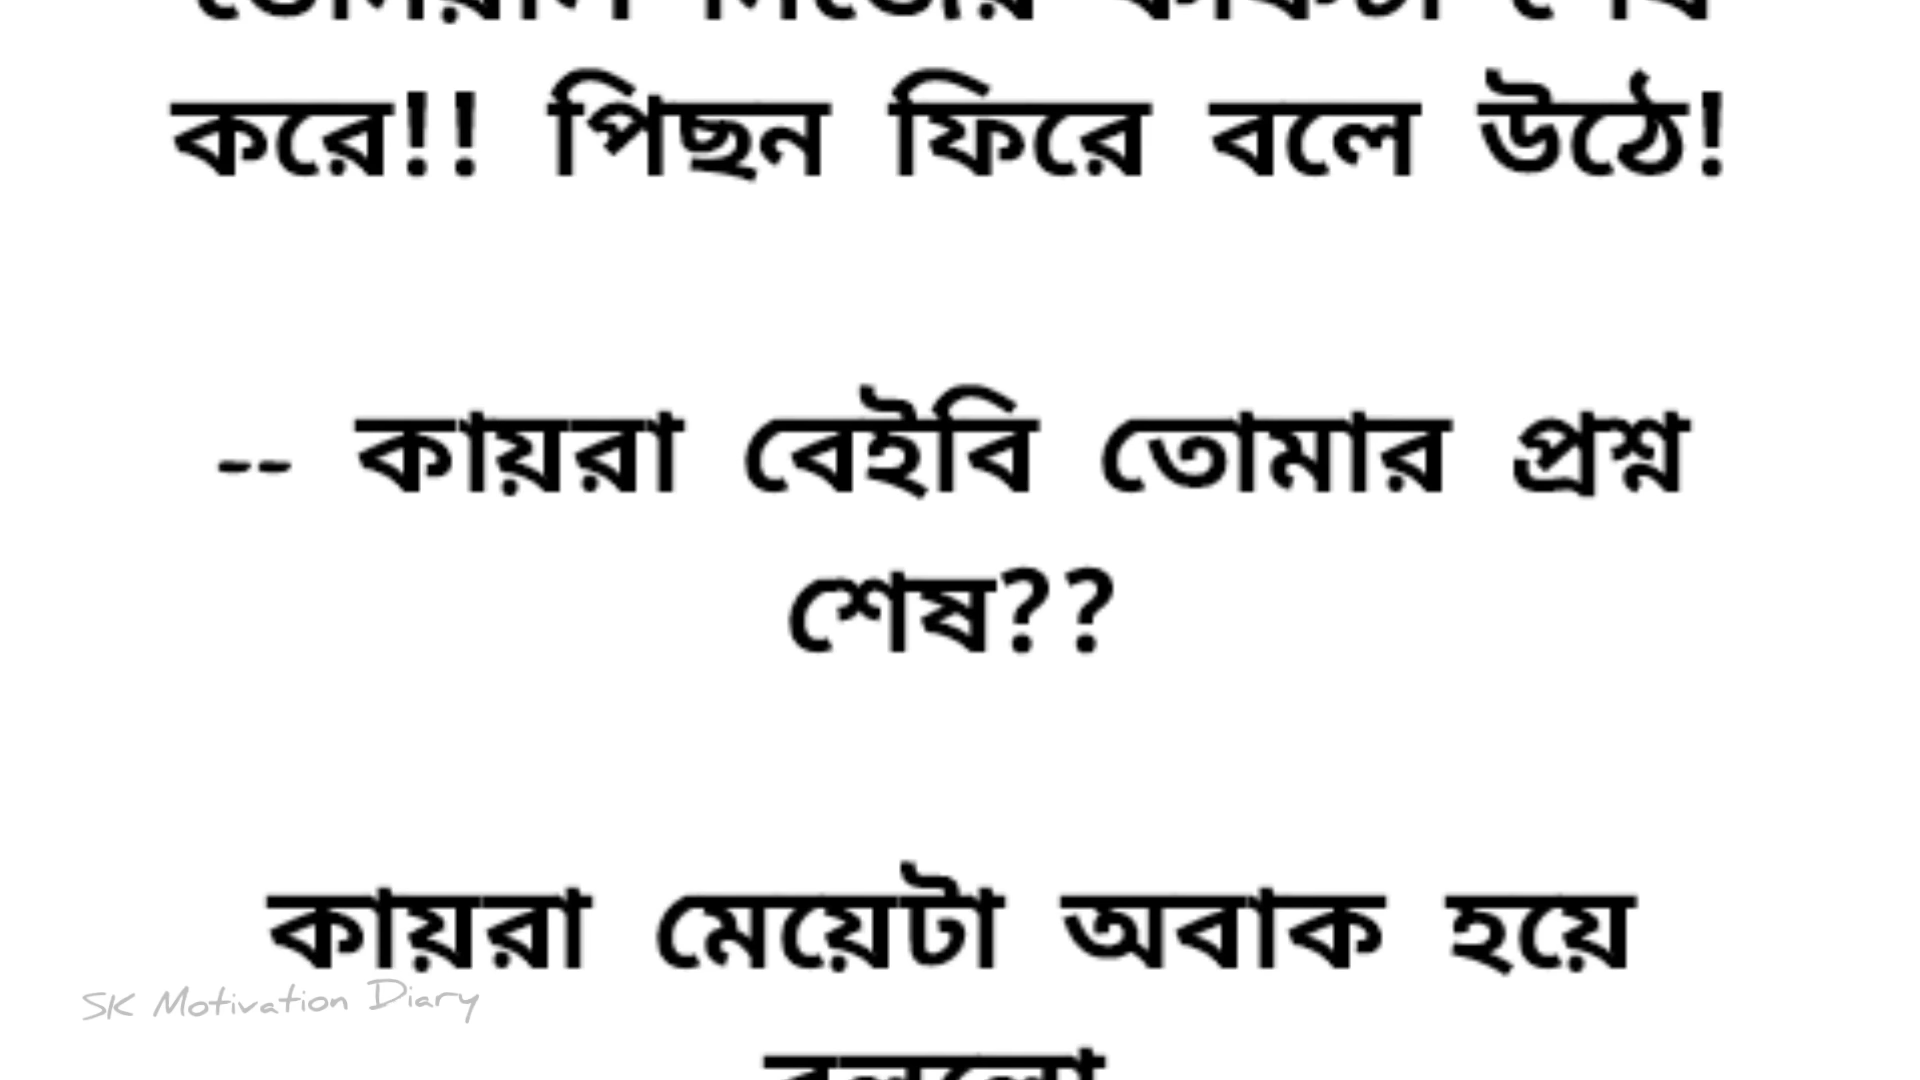 করে!! পিছন ফিরে বলে উঠে!
-- কায়রা বেইবি তোমার প্রশ্ন
শেষ??
কায়রা মেয়েটা অবাক হয়ে
SK Motivation Diary